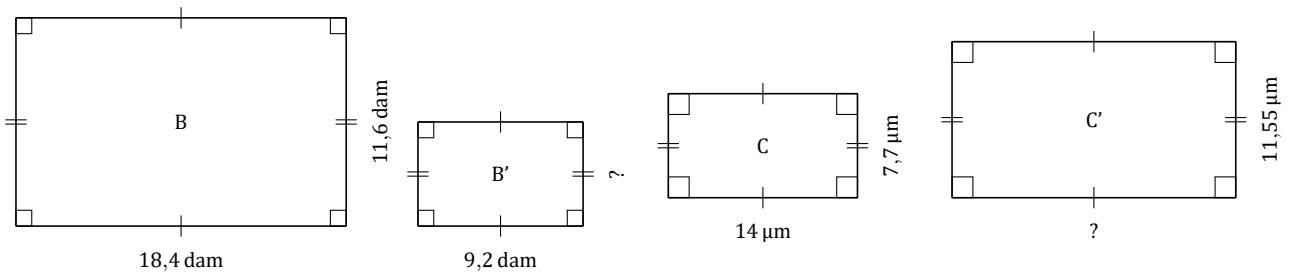 B
11,6 dam
18,4 dam
B’
?
9,2 dam
C
7,7 µm
14 µm
C’
11,55 µm
?